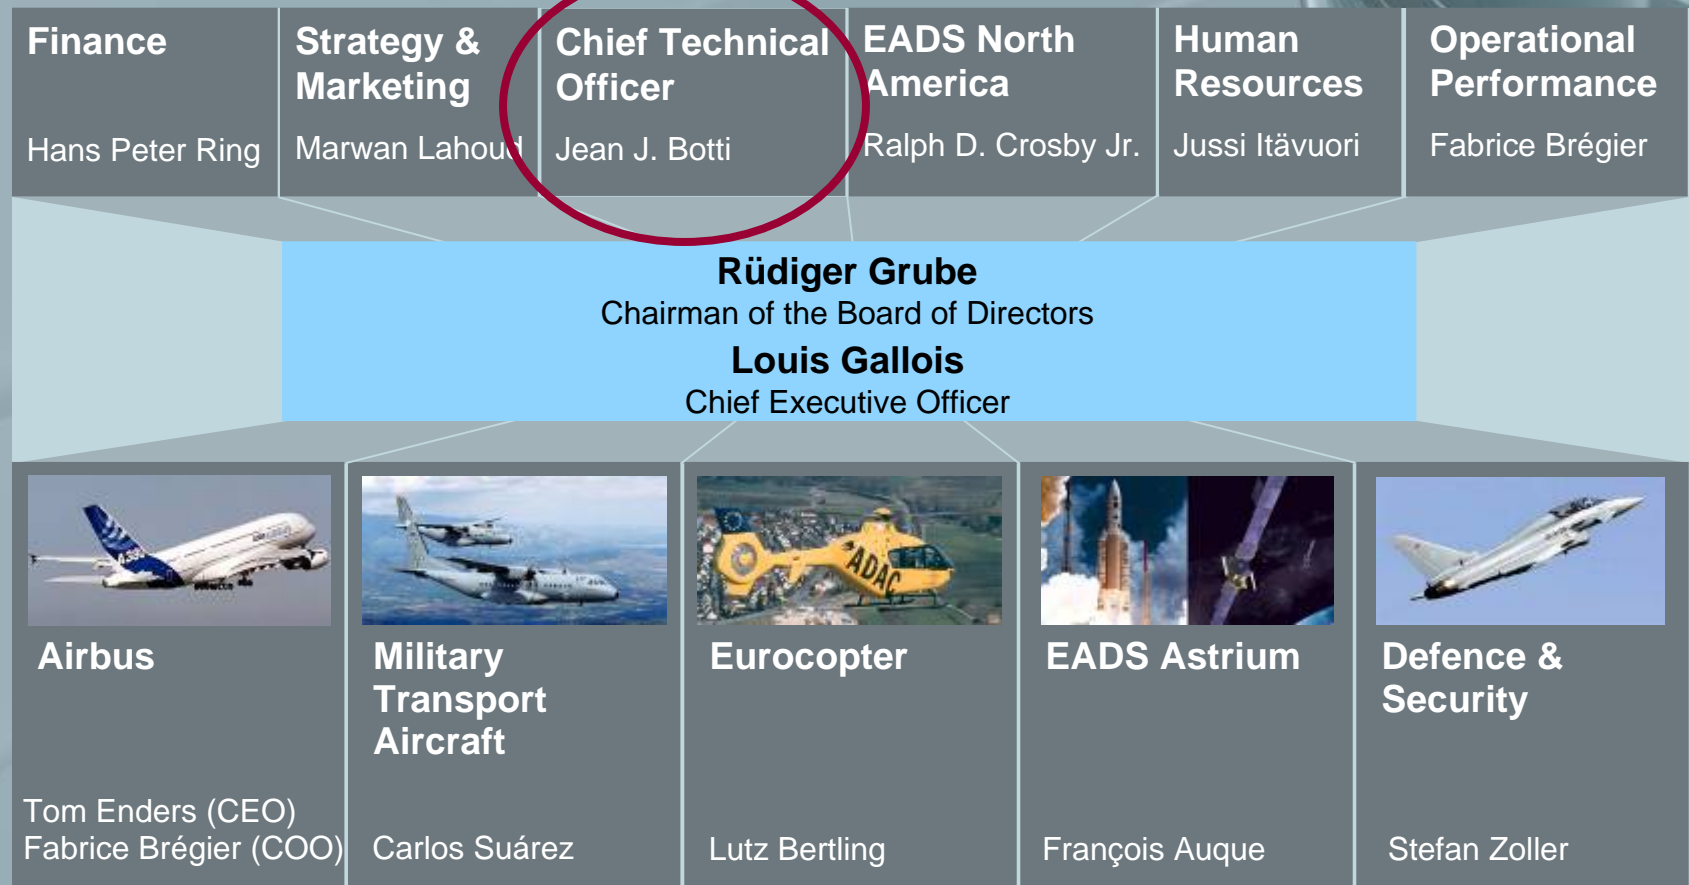 Finance
Hans Peter Ring
Strategy &
Marketing
Marwan Lahoud
Chief Technical
Officer
Jean J. Botti
EADS North
America
Ralph D. Crosby Jr.
Human
Resources
Jussi Itävuori
Operational
Performance
Fabrice Brégier
Rüdiger Grube
Chairman of the Board of Directors
Louis Gallois
Chief Executive Officer
A380
ADAC
Airbus
Tom Enders (CEO)
Fabrice Brégier (COO)
Military
Transport
Aircraft
Carlos Suárez
Eurocopter
Lutz Bertling
EADS Astrium
François Auque
Defence &
Security
Stefan Zoller